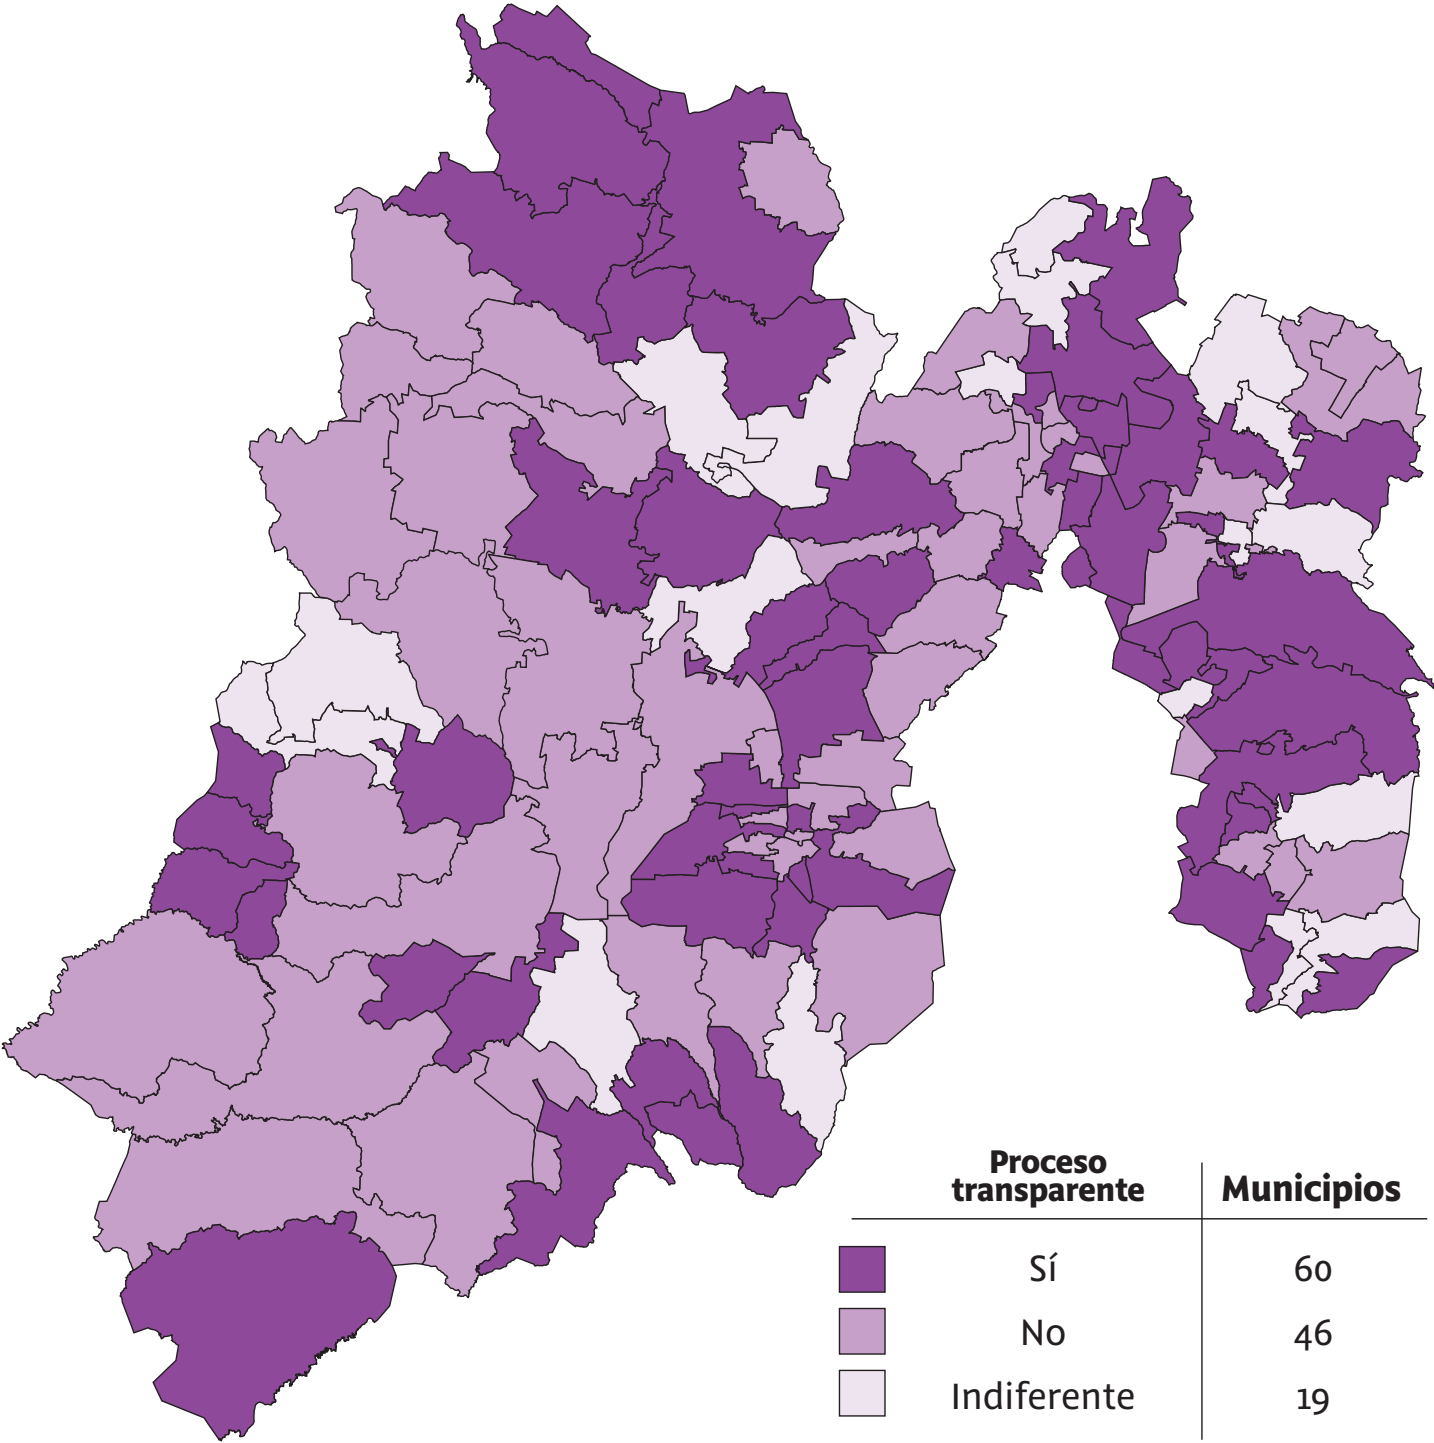 Proceso
transparente
Municipios
Sí 60
No 46
Indiferente 19